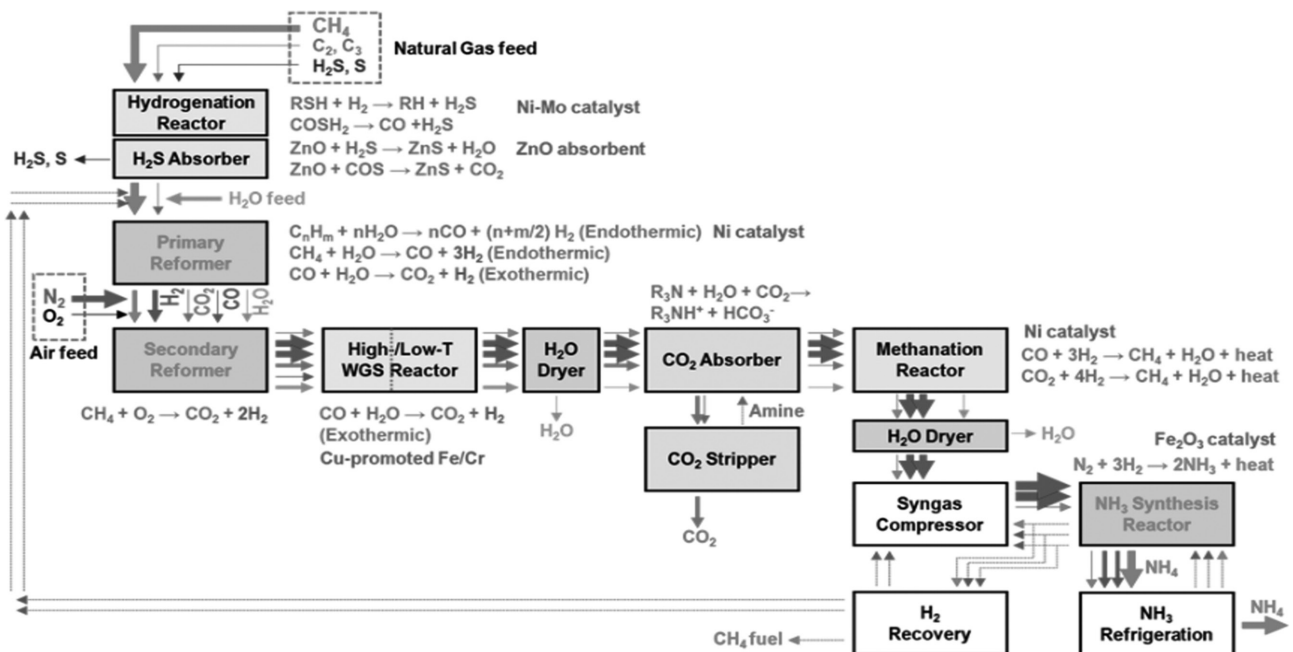 CH₄
C₂, C₃
H₂S, S
Natural Gas feed
Hydrogenation
Reactor
RSH + H₂ → RH + H₂S
COSH₂ → CO +H₂S
Ni-Mo catalyst
H₂S, S
H₂S Absorber
ZnO + H₂S → ZnS + H₂O
ZnO + COS → ZnS + CO₂
ZnO absorbent
H₂O feed
Primary
Reformer
CₙHₘ + nH₂O → nCO + (n+m/2) H₂ (Endothermic)
Ni catalyst
CH₄ + H₂O → CO + 3H₂ (Endothermic)
CO + H₂O → CO₂ + H₂ (Exothermic)
N₂
O₂
Air feed
H₂
CO₂
CO
H₂O
Secondary
Reformer
CH₄ + O₂ → CO₂ + 2H₂
High-/Low-T
WGS Reactor
CO + H₂O → CO₂ + H₂
(Exothermic)
Cu-promoted Fe/Cr
H₂O
Dryer
H₂O
R₃N + H₂O + CO₂→
R₃NH⁺ + HCO₃⁻
CO₂ Absorber
Amine
CO₂ Stripper
CO₂
Methanation
Reactor
Ni catalyst
CO + 3H₂ → CH₄ + H₂O + heat
CO₂ + 4H₂ → CH₄ + H₂O + heat
H₂O Dryer
H₂O
Fe₂O₃ catalyst
N₂ + 3H₂ → 2NH₃ + heat
Syngas
Compressor
NH₃ Synthesis
Reactor
NH₄
H₂
Recovery
CH₄ fuel
NH₃
Refrigeration
NH₄